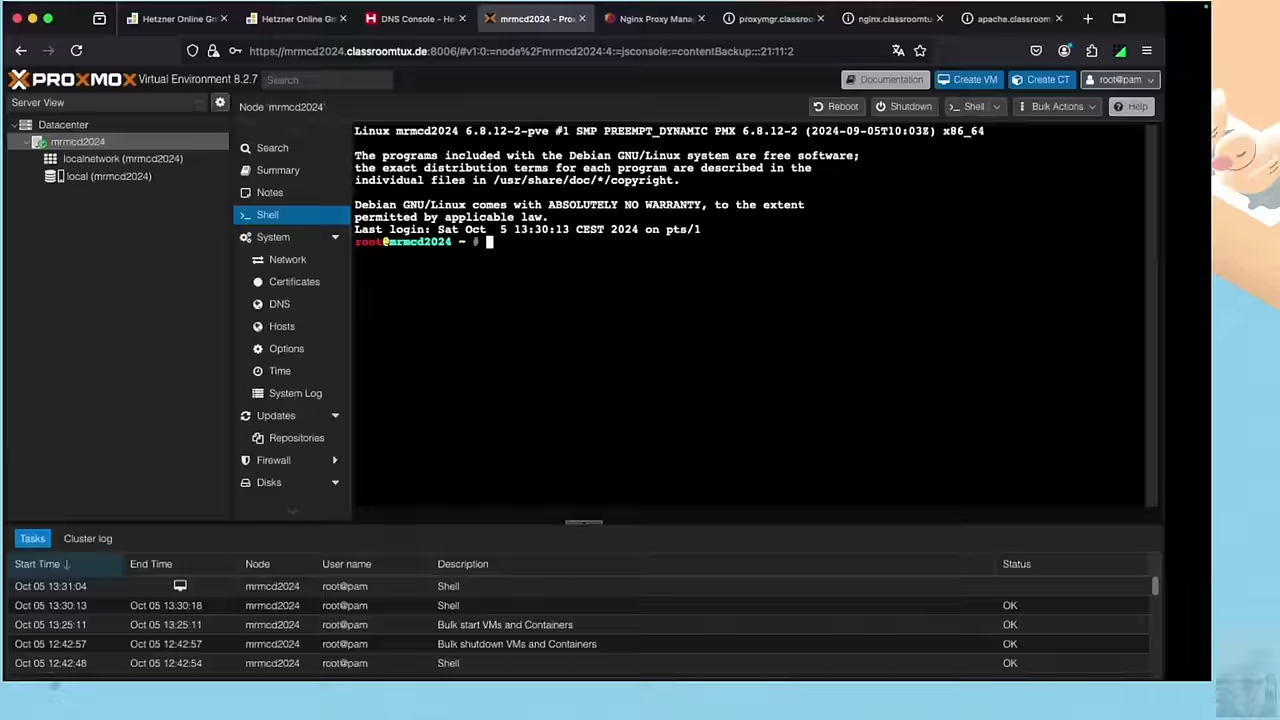 Hetzner Online G
Hetzner Online G
DNS Console - He
mrmcd2024 - Pro
Nginx Proxy Mana
proxymgr.classroo
nginx.classroomtu
apache.classroom
https://mrmcd2024.classroomtux.de:8006/#v1:0:=node%2Fmrmcd2024:4:=jsconsole=contentBackup:::21:11:2
PROXMOX Virtual Environment 8.2.7 Search Documentation Create VM Create CT root@pam
Server View
Node 'mrmcd2024' Reboot Shutdown >_ Shell Bulk Actions Help
Datacenter
mrmcd2024
localnetwork (mrmcd2024)
local (mrmcd2024)
Search
Summary
Notes
>_ Shell
System
Network
Certificates
DNS
Hosts
Options
Time
System Log
Updates
Repositories
Firewall
Disks
Linux mrmcd2024 6.8.12-2-pve #1 SMP PREEMPT_DYNAMIC PMX 6.8.12-2 (2024-09-05T10:03Z) x86_64
The programs included with the Debian GNU/Linux system are free software;
the exact distribution terms for each program are described in the
individual files in /usr/share/doc/*/copyright.
Debian GNU/Linux comes with ABSOLUTELY NO WARRANTY, to the extent
permitted by applicable law.
Last login: Sat Oct  5 13:30:13 CEST 2024 on pts/1
root@mrmcd2024 ~ #
Tasks Cluster log
Start Time End Time Node User name Description Status
Oct 05 13:31:04 mrmcd2024 root@pam Shell
Oct 05 13:30:13 Oct 05 13:30:18 mrmcd2024 root@pam Shell OK
Oct 05 13:25:11 Oct 05 13:25:11 mrmcd2024 root@pam Bulk start VMs and Containers OK
Oct 05 12:42:57 Oct 05 12:42:57 mrmcd2024 root@pam Bulk shutdown VMs and Containers OK
Oct 05 12:42:48 Oct 05 12:42:54 mrmcd2024 root@pam Shell OK